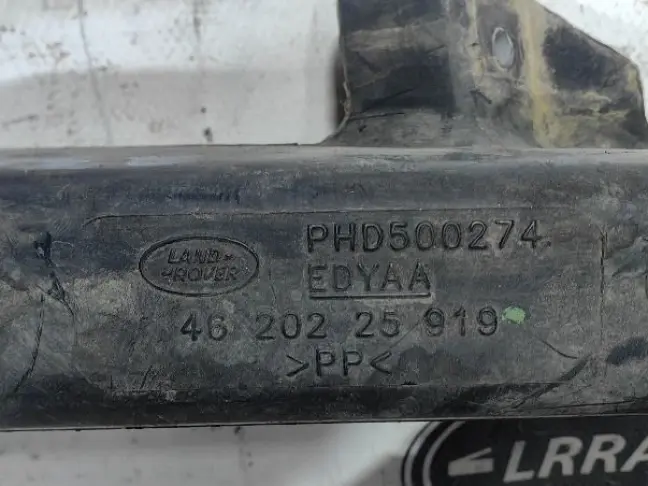 LAND-
ROVER
PHD500274
EDYAA
46 202 25 919
>PP<
LRRA